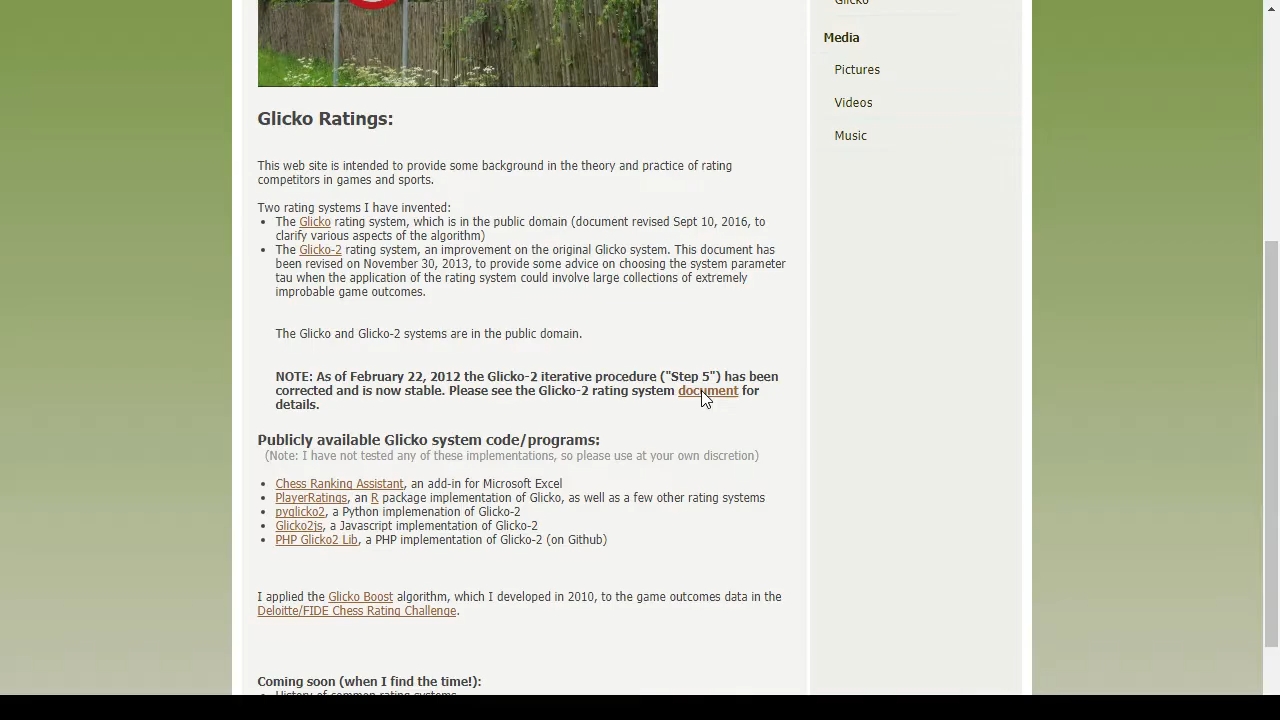 Glicko
Media
Pictures
Videos
Music
Glicko Ratings:
This web site is intended to provide some background in the theory and practice of rating
competitors in games and sports.
Two rating systems I have invented:
The Glicko rating system, which is in the public domain (document revised Sept 10, 2016, to
clarify various aspects of the algorithm)
The Glicko-2 rating system, an improvement on the original Glicko system. This document has
been revised on November 30, 2013, to provide some advice on choosing the system parameter
tau when the application of the rating system could involve large collections of extremely
improbable game outcomes.
The Glicko and Glicko-2 systems are in the public domain.
NOTE: As of February 22, 2012 the Glicko-2 iterative procedure ("Step 5") has been
corrected and is now stable. Please see the Glicko-2 rating system document for
details.
Publicly available Glicko system code/programs:
(Note: I have not tested any of these implementations, so please use at your own discretion)
Chess Ranking Assistant, an add-in for Microsoft Excel
PlayerRatings, an R package implementation of Glicko, as well as a few other rating systems
pyglicko2, a Python implemenation of Glicko-2
Glicko2js, a Javascript implementation of Glicko-2
PHP Glicko2 Lib, a PHP implementation of Glicko-2 (on Github)
I applied the Glicko Boost algorithm, which I developed in 2010, to the game outcomes data in the
Deloitte/FIDE Chess Rating Challenge.
Coming soon (when I find the time!):
History of common rating systems